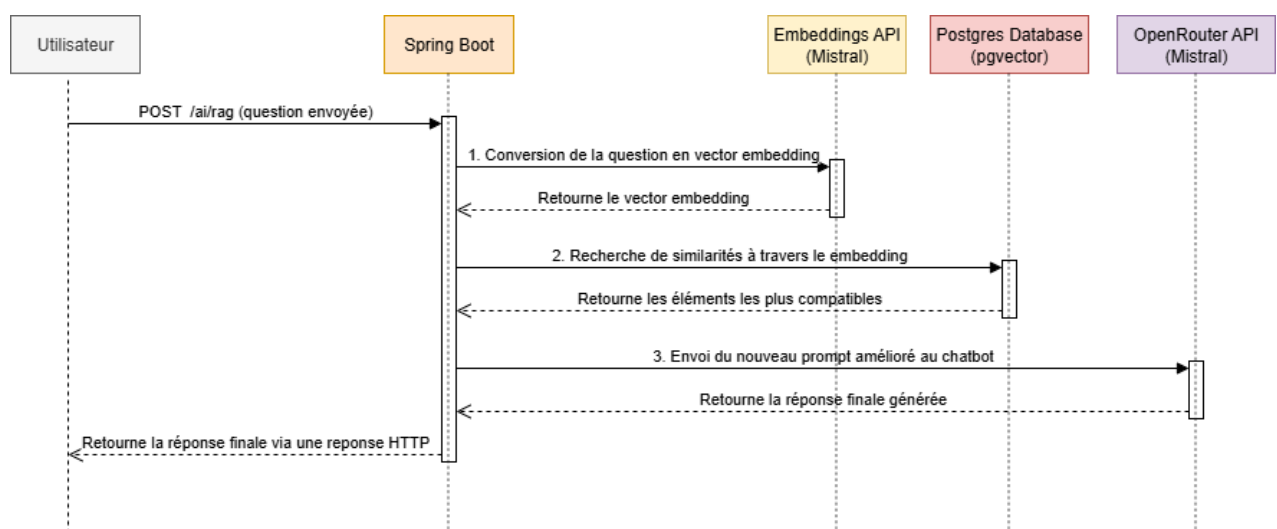 Utilisateur
Spring Boot
Embeddings API
(Mistral)
Postgres Database
(pgvector)
OpenRouter API
(Mistral)
POST /ai/rag (question envoyée)
1. Conversion de la question en vector embedding
Retourne le vector embedding
2. Recherche de similarités à travers le embedding
Retourne les éléments les plus compatibles
3. Envoi du nouveau prompt amélioré au chatbot
Retourne la réponse finale générée
Retourne la réponse finale via une reponse HTTP